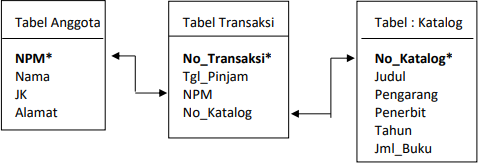 Tabel Anggota
NPM*
Nama
JK
Alamat
Tabel Transaksi
No_Transaksi*
Tgl_Pinjam
NPM
No_Katalog
Tabel : Katalog
No_Katalog*
Judul
Pengarang
Penerbit
Tahun
Jml_Buku